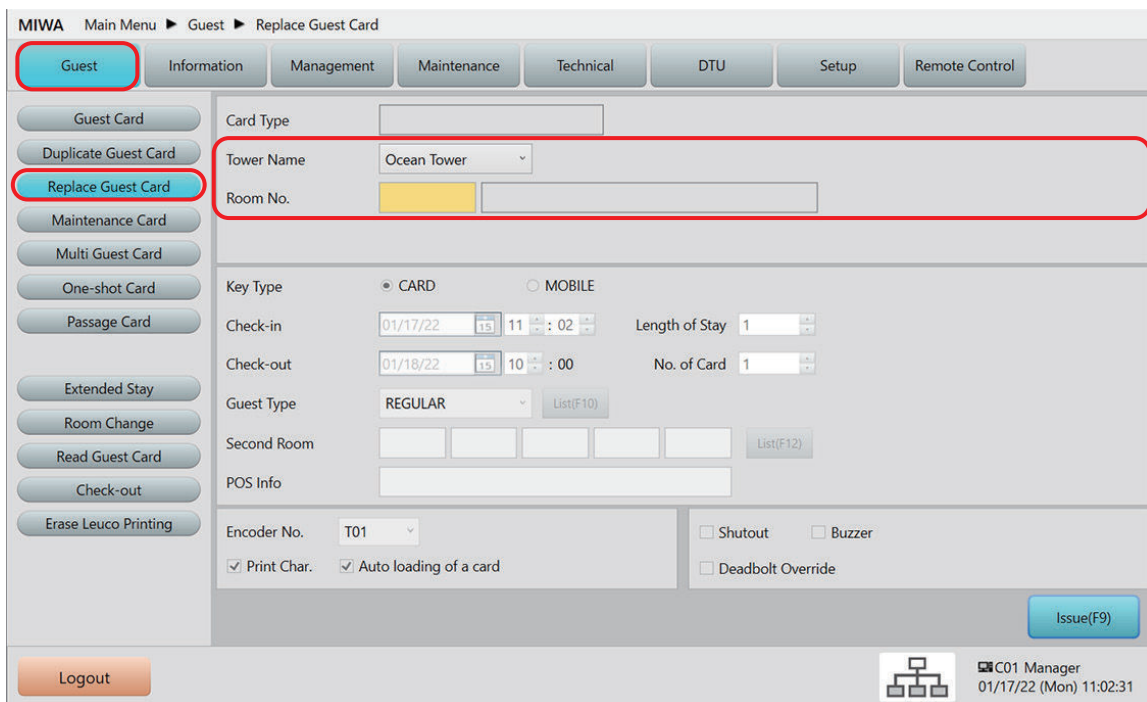 MIWA Main Menu ▶ Guest ▶ Replace Guest Card
Guest Information Management Maintenance Technical DTU Setup Remote Control
Guest Card
Duplicate Guest Card
Replace Guest Card
Maintenance Card
Multi Guest Card
One-shot Card
Passage Card
Extended Stay
Room Change
Read Guest Card
Check-out
Erase Leuco Printing
Card Type
Tower Name Ocean Tower
Room No.
Key Type CARD MOBILE
Check-in 01/17/22 15 11 : 02 Length of Stay 1
Check-out 01/18/22 15 10 : 00 No. of Card 1
Guest Type REGULAR List(F10)
Second Room List(F12)
POS Info
Encoder No. T01
Print Char. Auto loading of a card
Shutout Buzzer
Deadbolt Override
Issue(F9)
Logout
C01 Manager
01/17/22 (Mon) 11:02:31